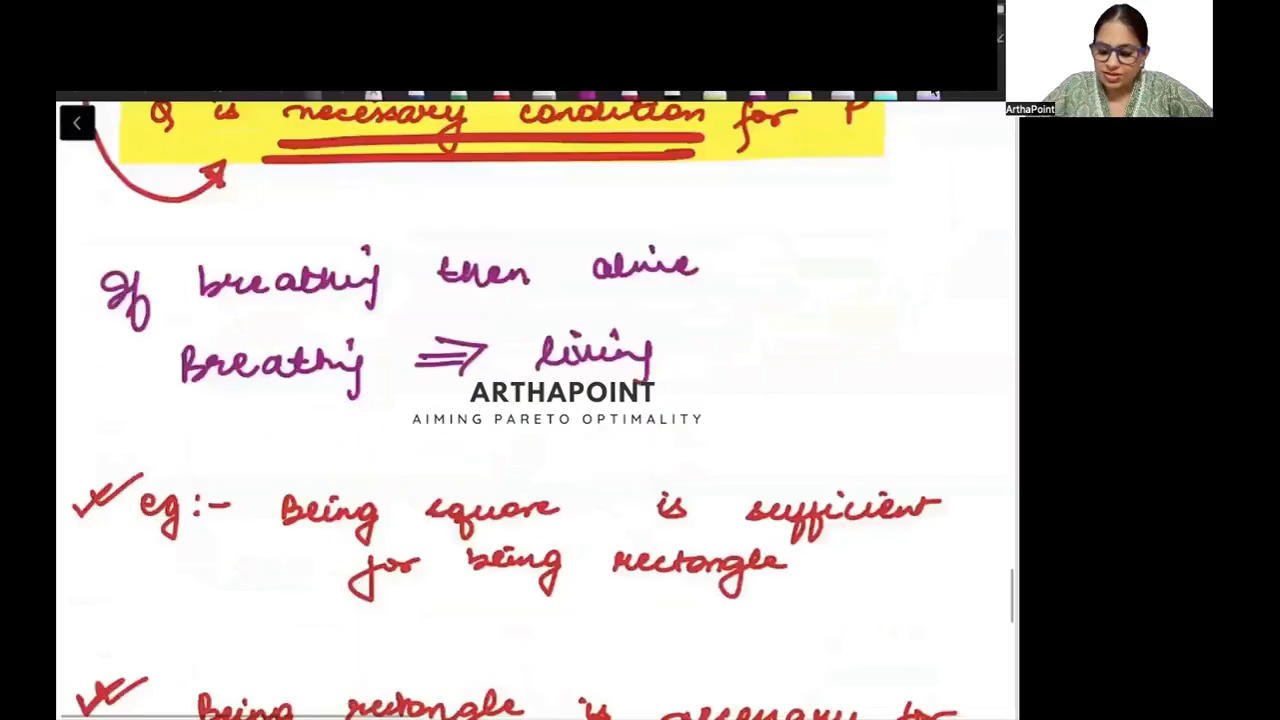 ArthaPoint
Q is necessary condition for P
If breathing then alive
Breathing ⇒ living
ARTHAPOINT
AIMING PARETO OPTIMALITY
eg:- Being square is sufficient
for being rectangle
Being rectangle is necessary for